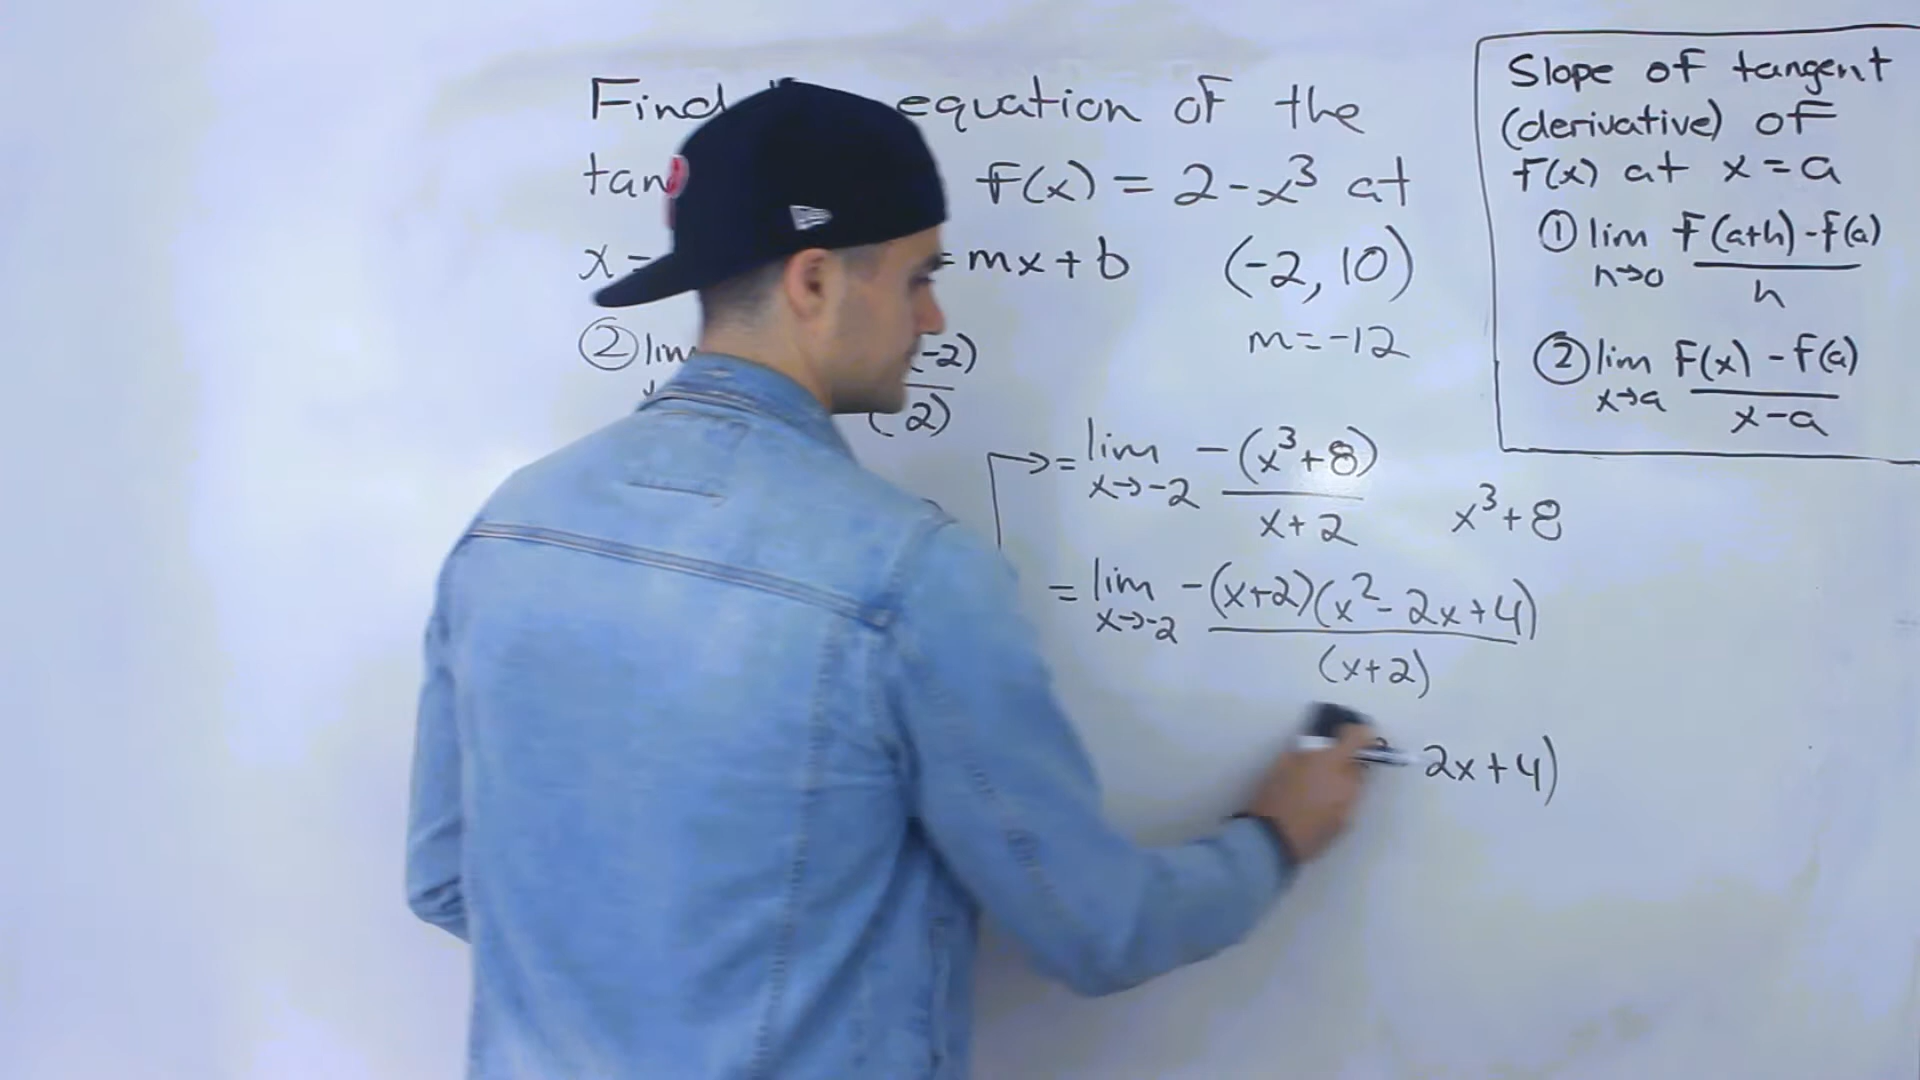 Find equation of the
f(x) = 2 - x³ at
x = mx + b (-2, 10)
② lim -2) m = -12
2)
→ = lim -(x³+8)
x→-2 x+2 x³+8
= lim -(x+2)(x²-2x+4)
x→-2 (x+2)
2x+4)
Slope of tangent
(derivative) of
f(x) at x = a
① lim f(a+h)-f(a)
h→0 h
② lim f(x) - f(a)
x→a x-a